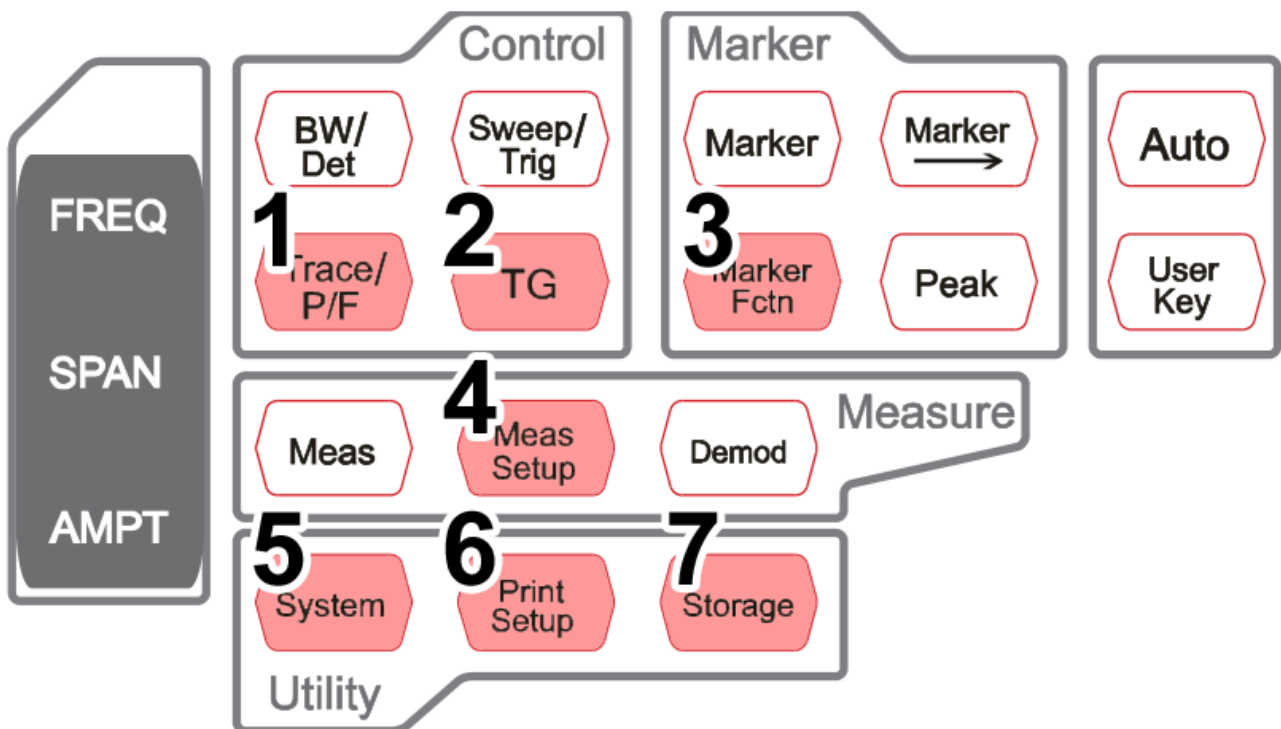 Control
Marker
BW/
Det
Sweep/
Trig
Marker
Marker
Auto
FREQ
1
2
3
Trace/
P/F
TG
Marker
Fctn
Peak
User
Key
SPAN
4
Measure
Meas
Meas
Setup
Demod
AMPT
5
6
7
System
Print
Setup
Storage
Utility